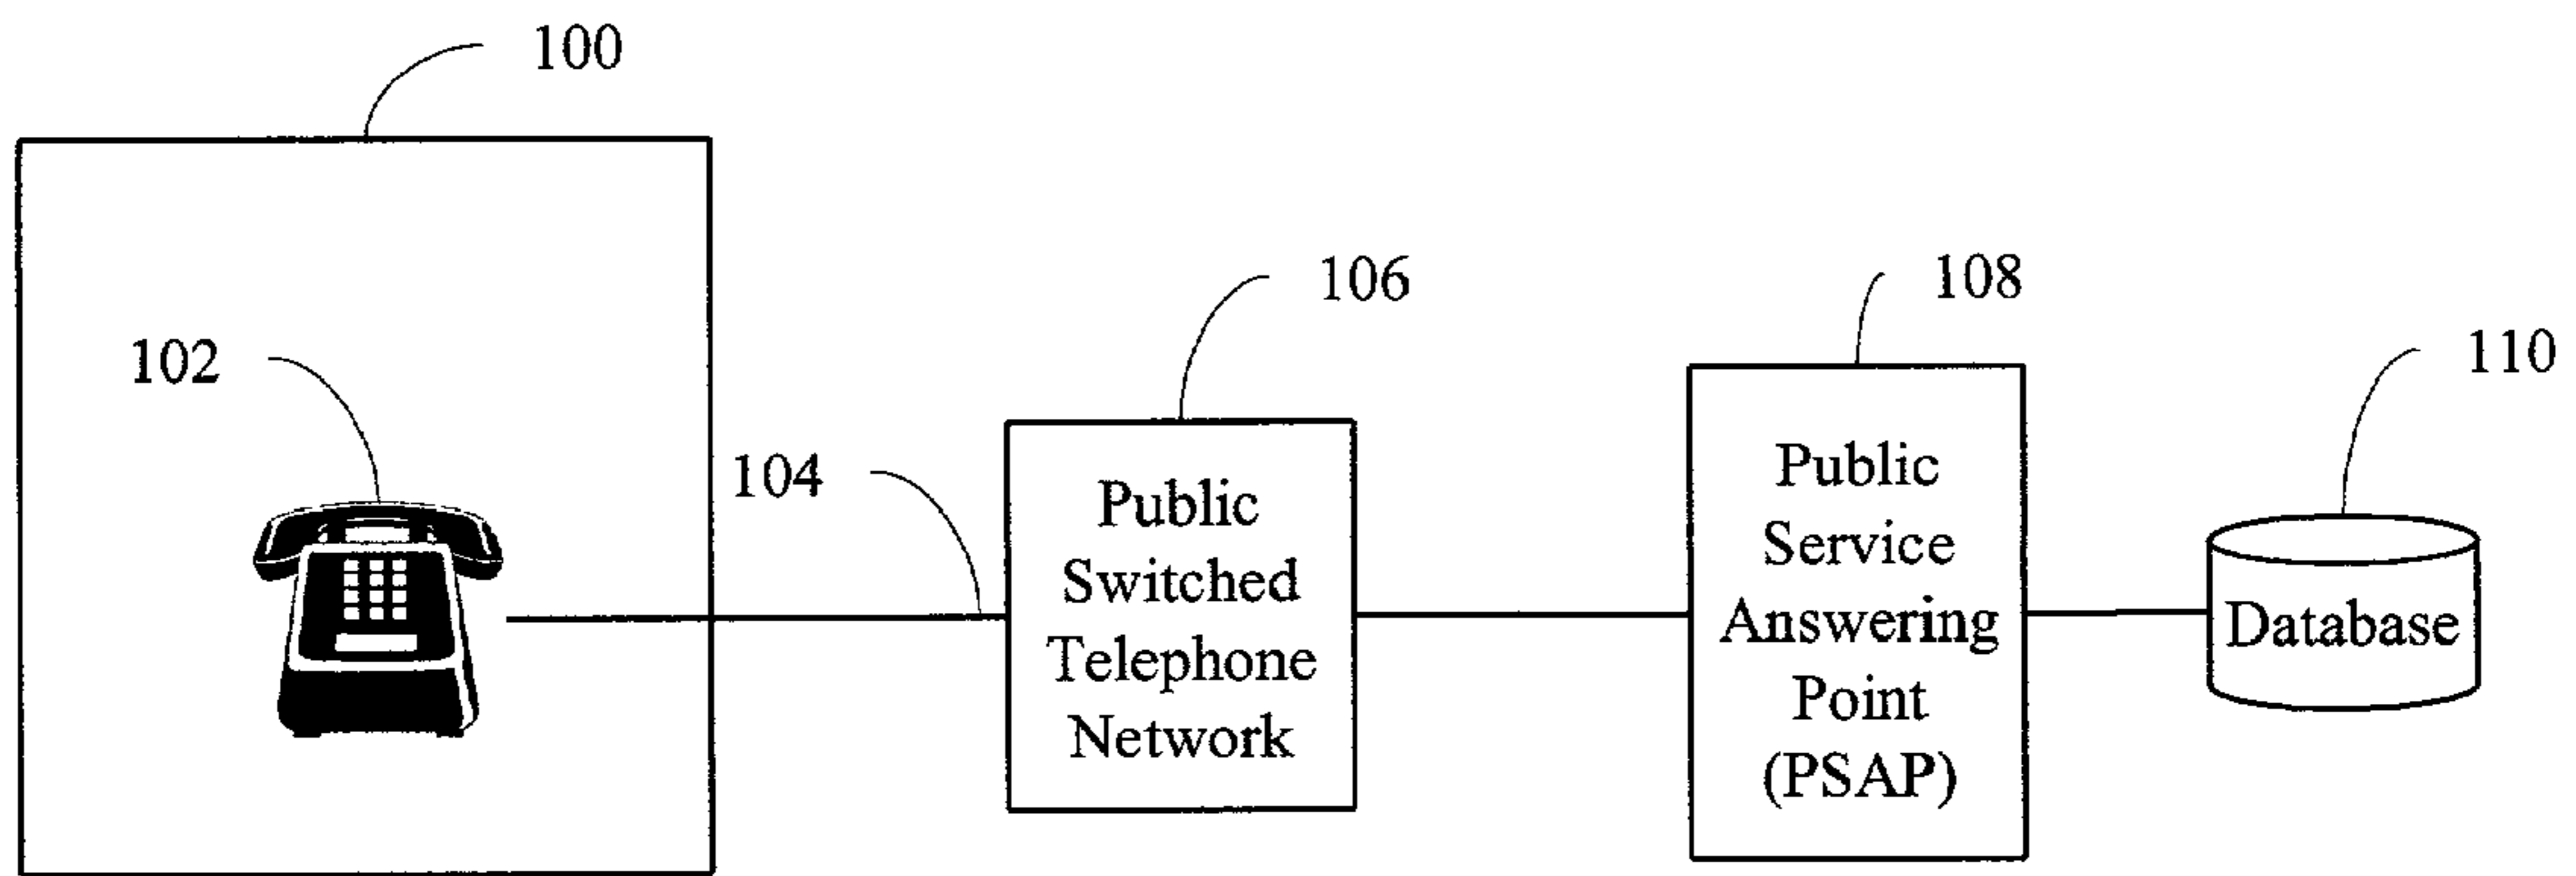 100
102
104
106
Public
Switched
Telephone
Network
108
Public
Service
Answering
Point
(PSAP)
110
Database